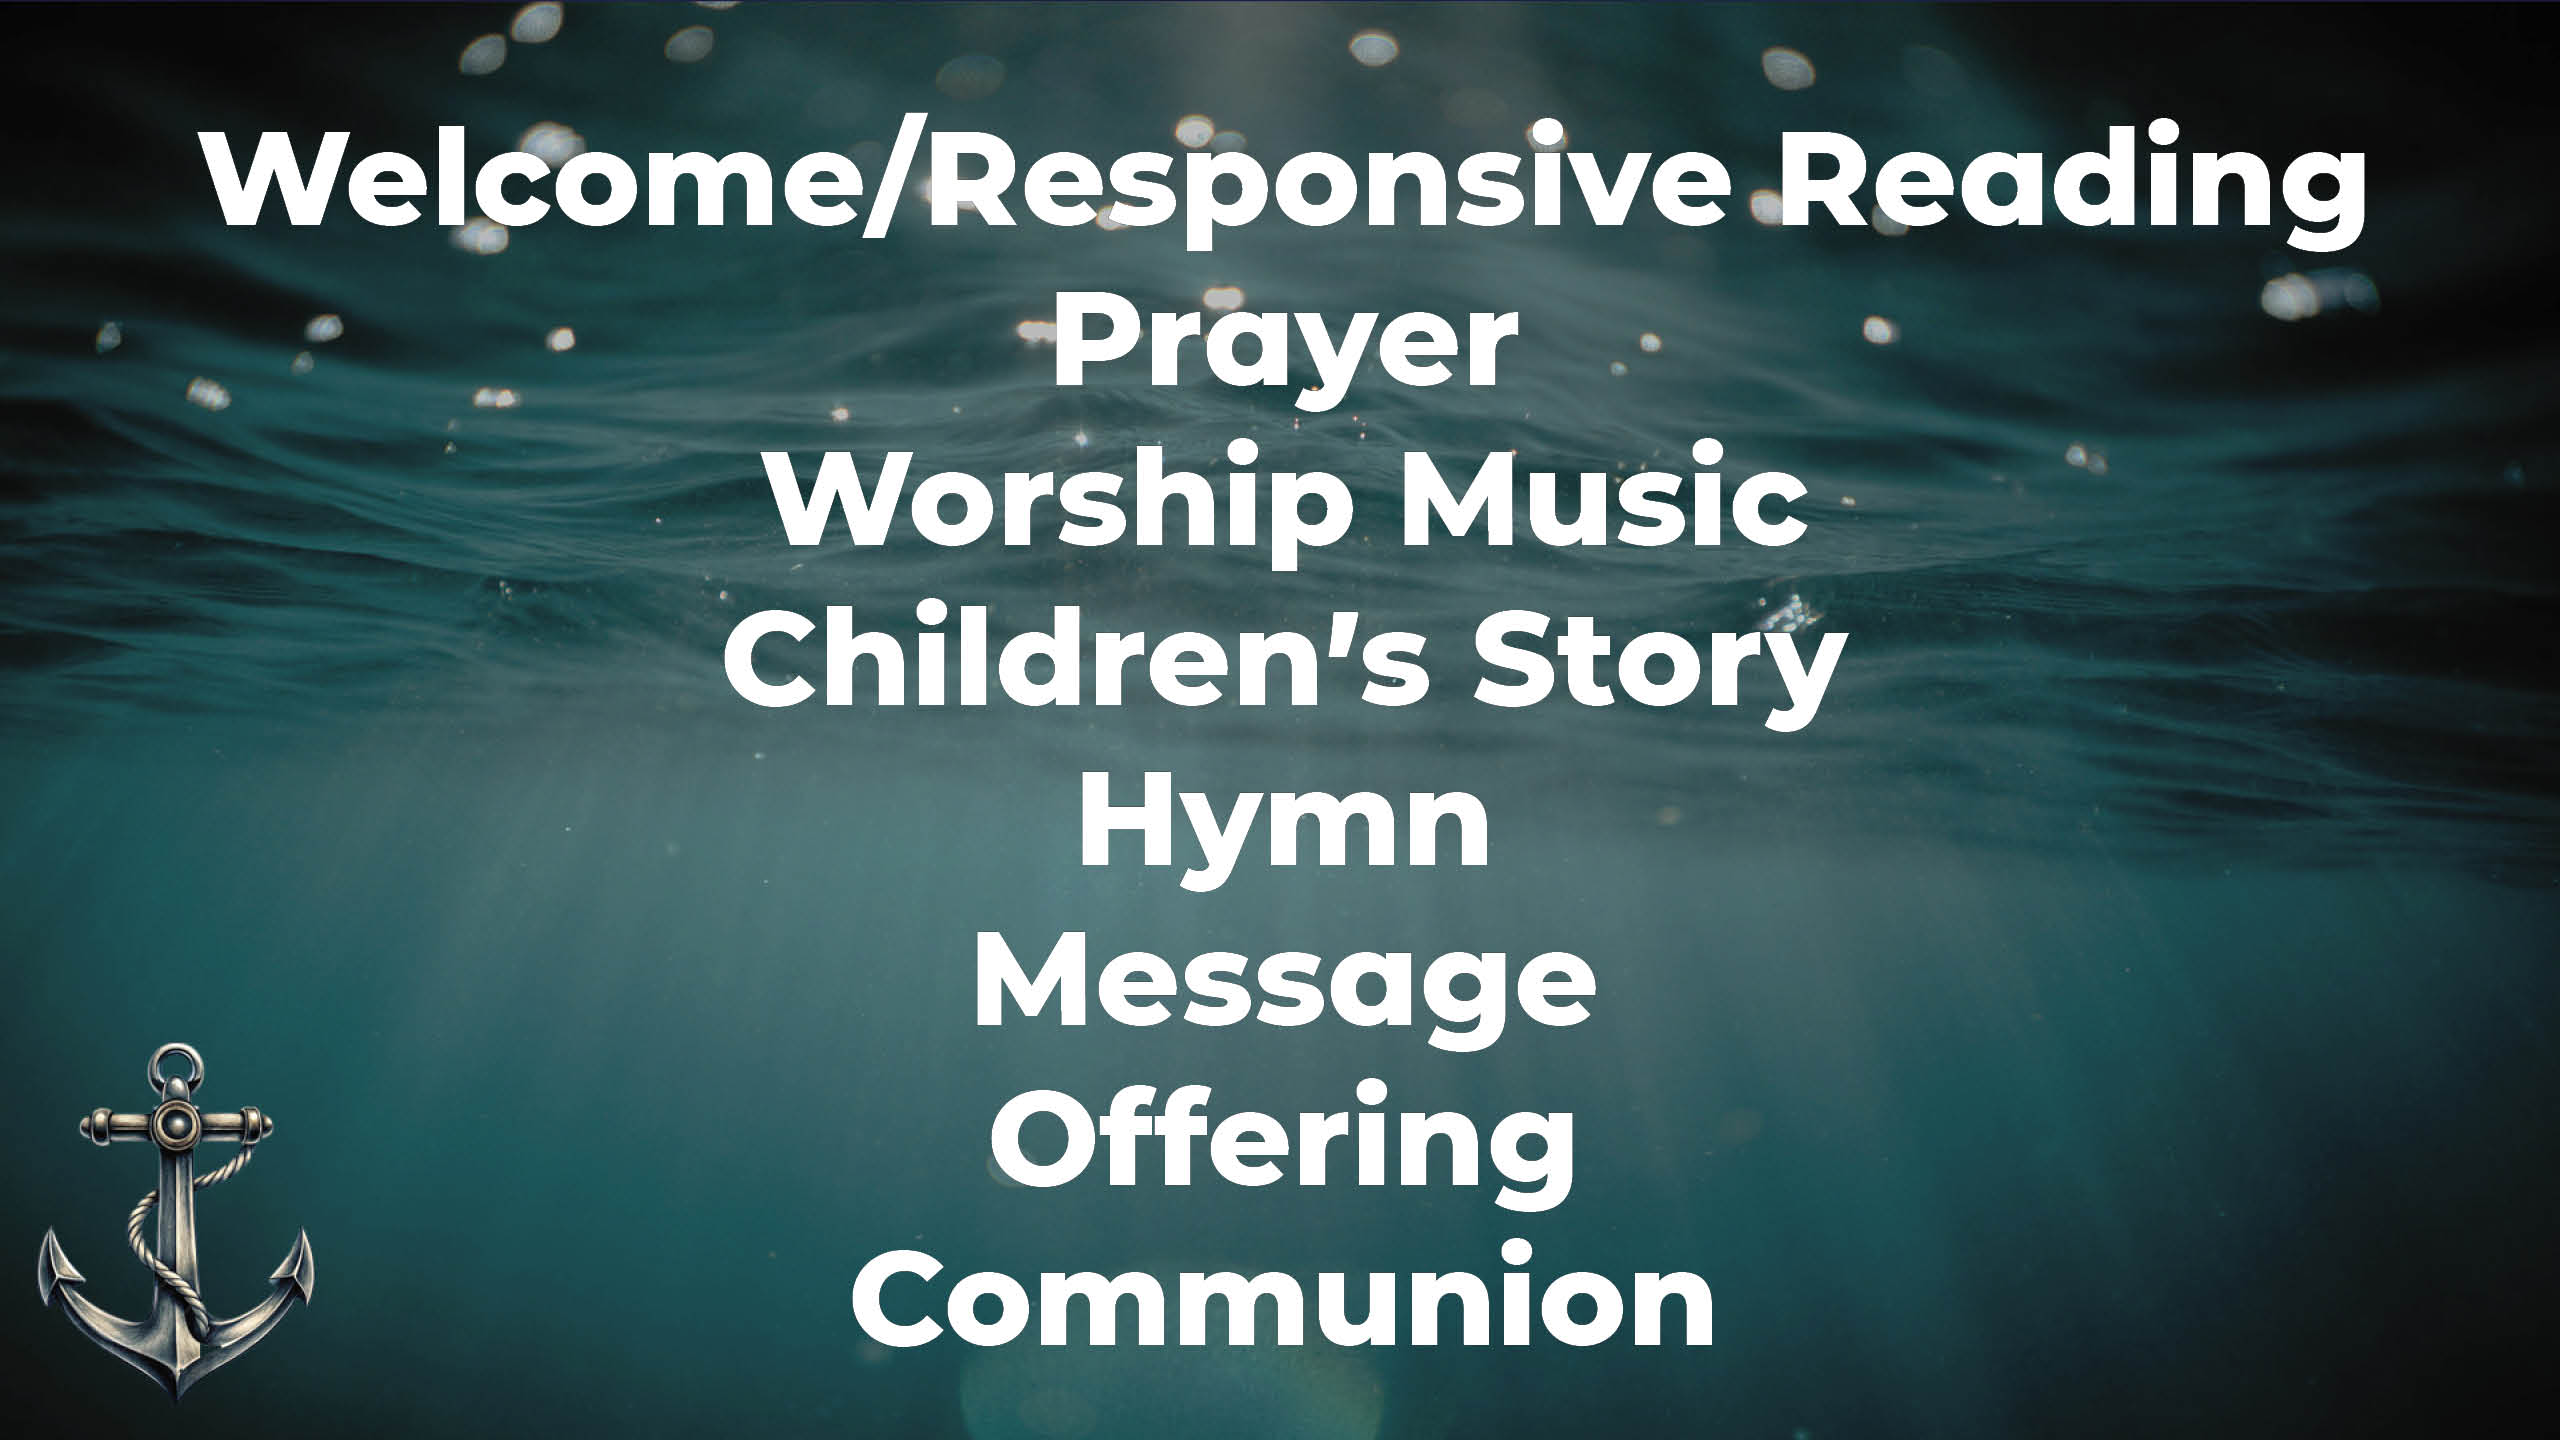 Welcome/Responsive Reading
Prayer
Worship Music
Children's Story
Hymn
Message
Offering
Communion